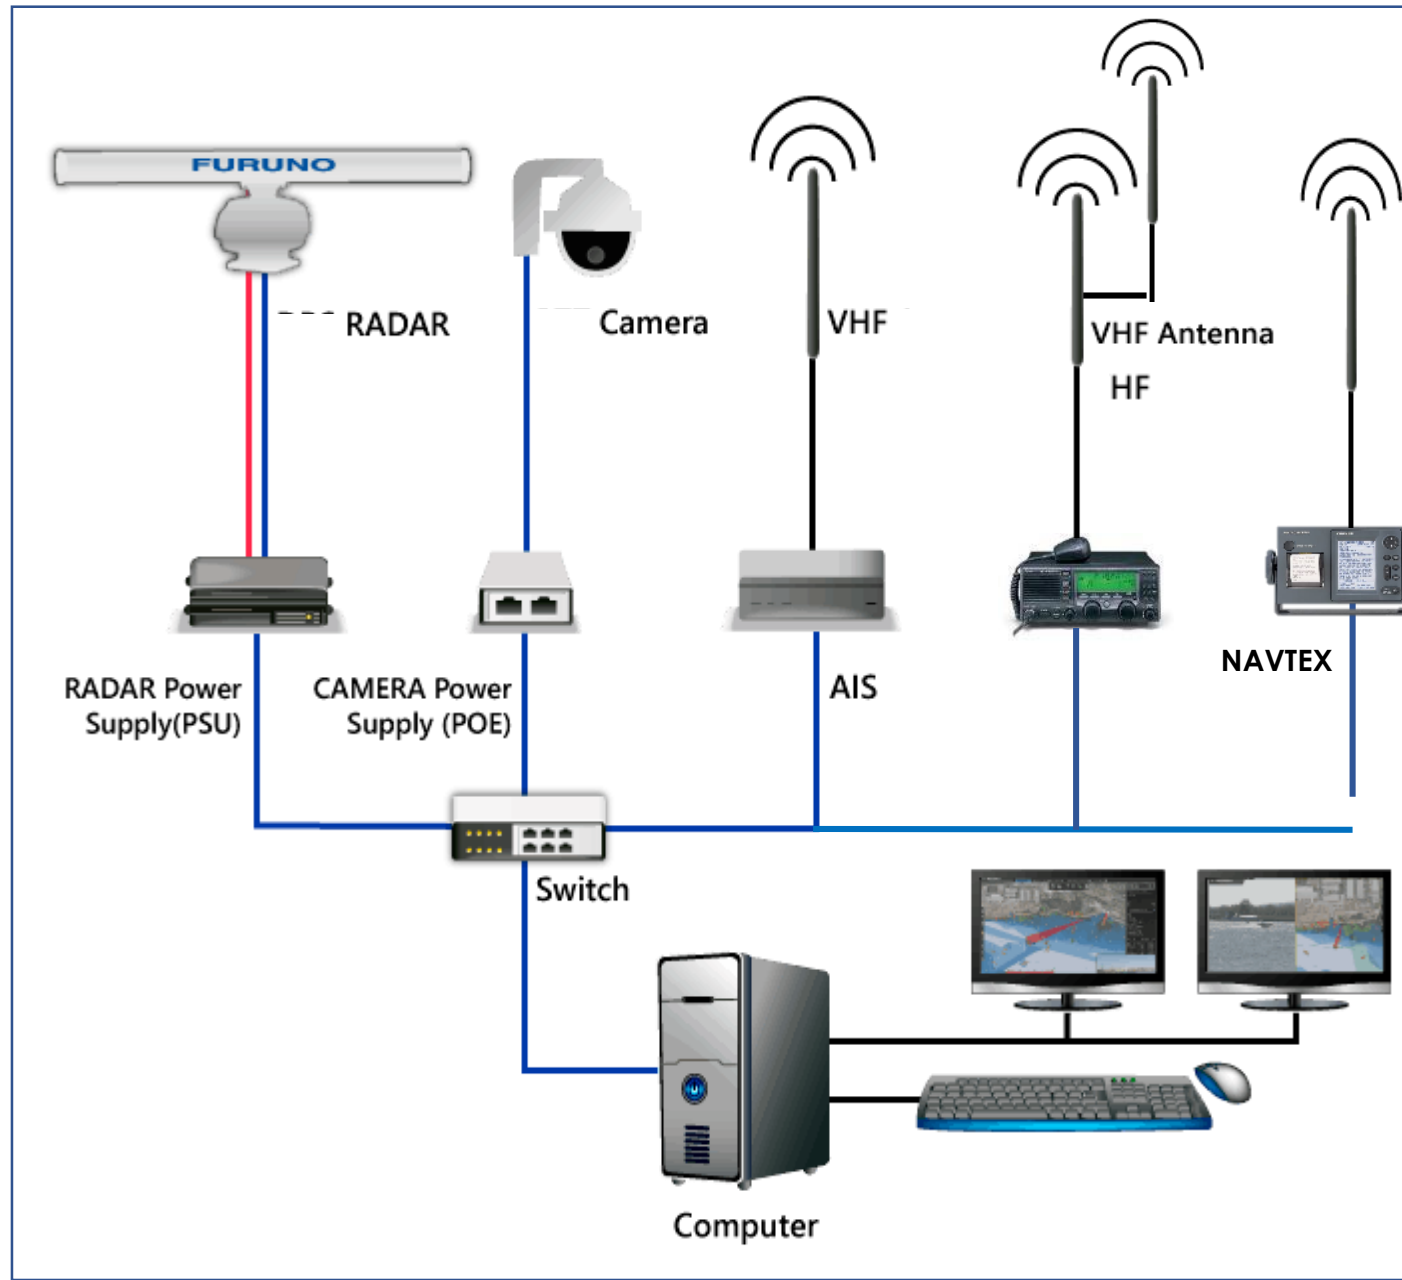 FURUNO
RADAR
Camera
VHF
VHF Antenna
HF
RADAR Power
Supply(PSU)
CAMERA Power
Supply (POE)
AIS
NAVTEX
Switch
Computer